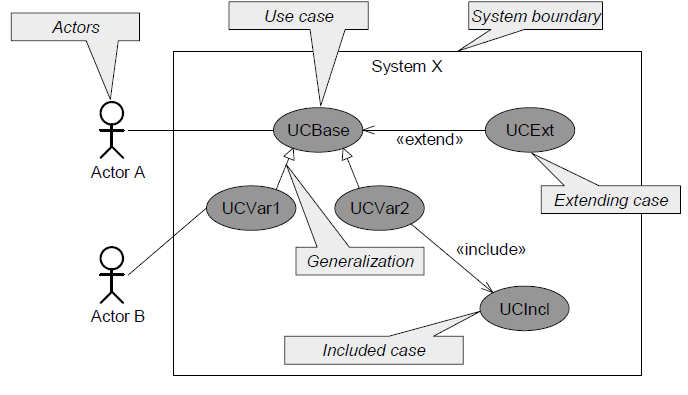 Use case
System boundary
Actors
System X
UCBase
«extend»
UCExt
Actor A
Extending case
UCVar1
UCVar2
«include»
Generalization
UCIncl
Actor B
Included case